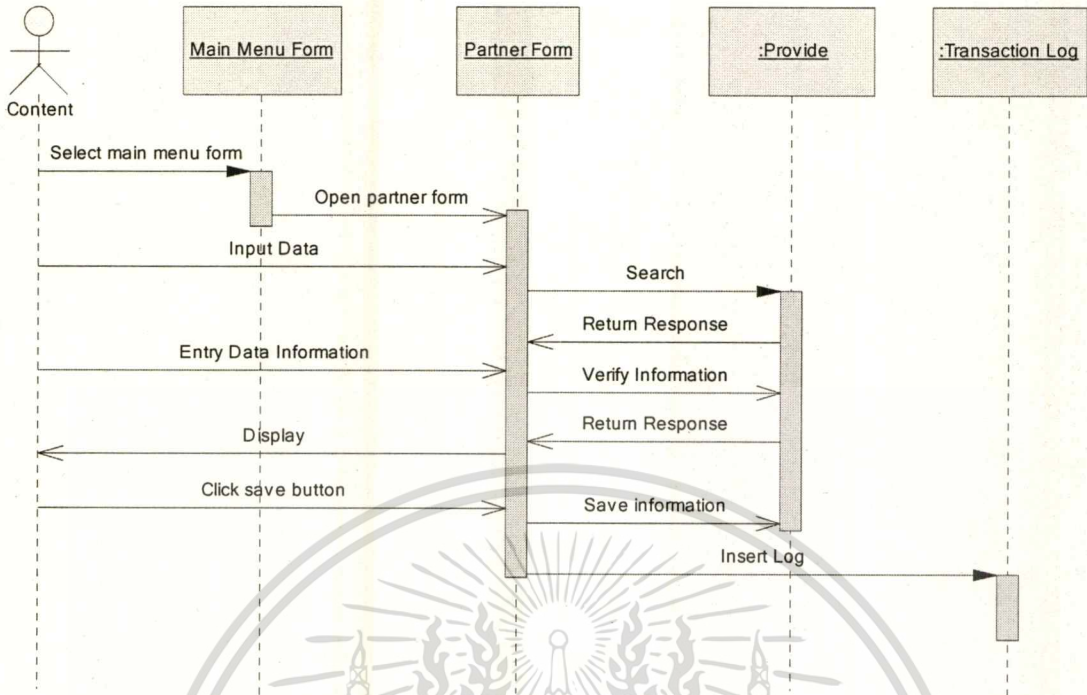 Main Menu Form
Partner Form
:Provide
:Transaction Log
Content
Select main menu form
Open partner form
Input Data
Search
Return Response
Entry Data Information
Verify Information
Return Response
Display
Click save button
Save information
Insert Log